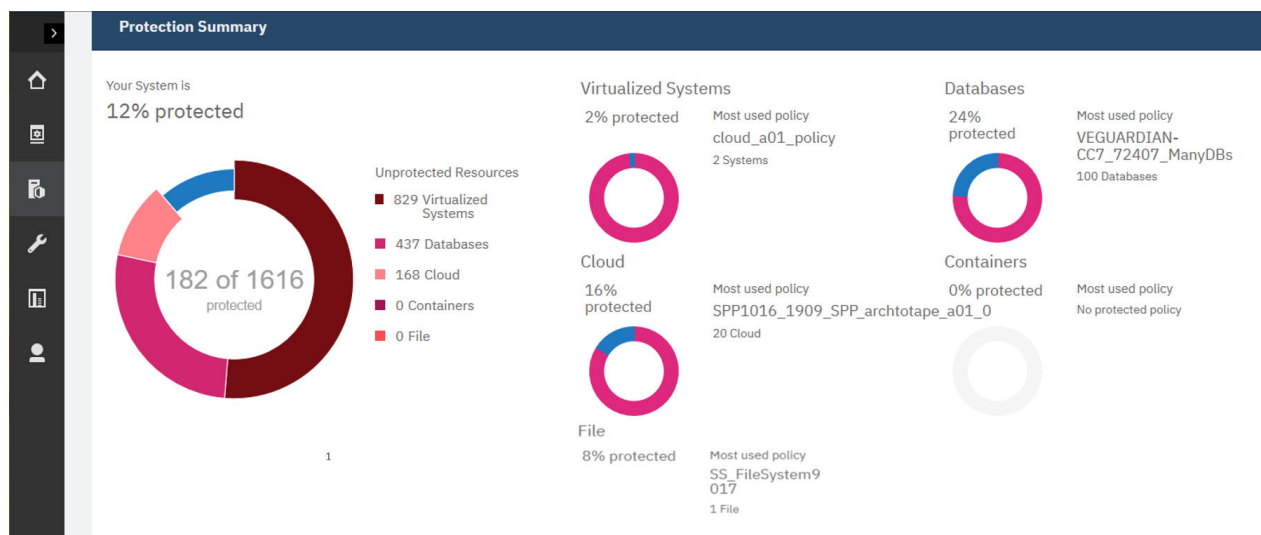 Protection Summary
Your System is
12% protected
182 of 1616
protected
Unprotected Resources
829 Virtualized
Systems
437 Databases
168 Cloud
0 Containers
0 File
1
Virtualized Systems
2% protected
Most used policy
cloud_a01_policy
2 Systems
Databases
24%
protected
Most used policy
VEGUARDIAN-
CC7_72407_ManyDBs
100 Databases
Cloud
16%
protected
Most used policy
SPP1016_1909_SPP_archtotape_a01_0
20 Cloud
Containers
0% protected
Most used policy
No protected policy
File
8% protected
Most used policy
SS_FileSystem9
017
1 File